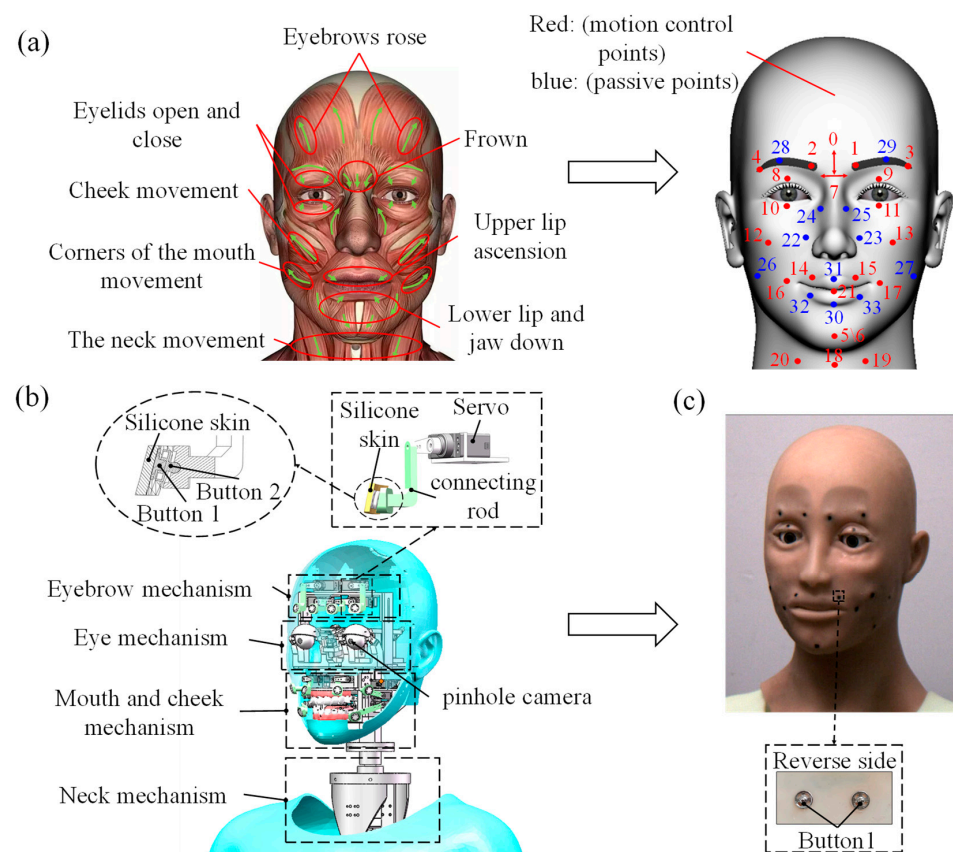 (a)
Eyebrows rose
Eyelids open and
close
Frown
Cheek movement
Corners of the mouth
movement
Upper lip
ascension
Lower lip and
jaw down
The neck movement
Red: (motion control
points)
blue: (passive points)
28 2 0 1 29
4 3
8 9
7
10 11
24 25
12 22 23 13
26 31 27
14 15
16 21 17
32 33
30
5 6
20 18 19
(b)
Silicone skin
Button 2
Button 1
Silicone
skin
Servo
connecting
rod
Eyebrow mechanism
Eye mechanism
Mouth and cheek
mechanism
pinhole camera
Neck mechanism
(c)
Reverse side
Button1